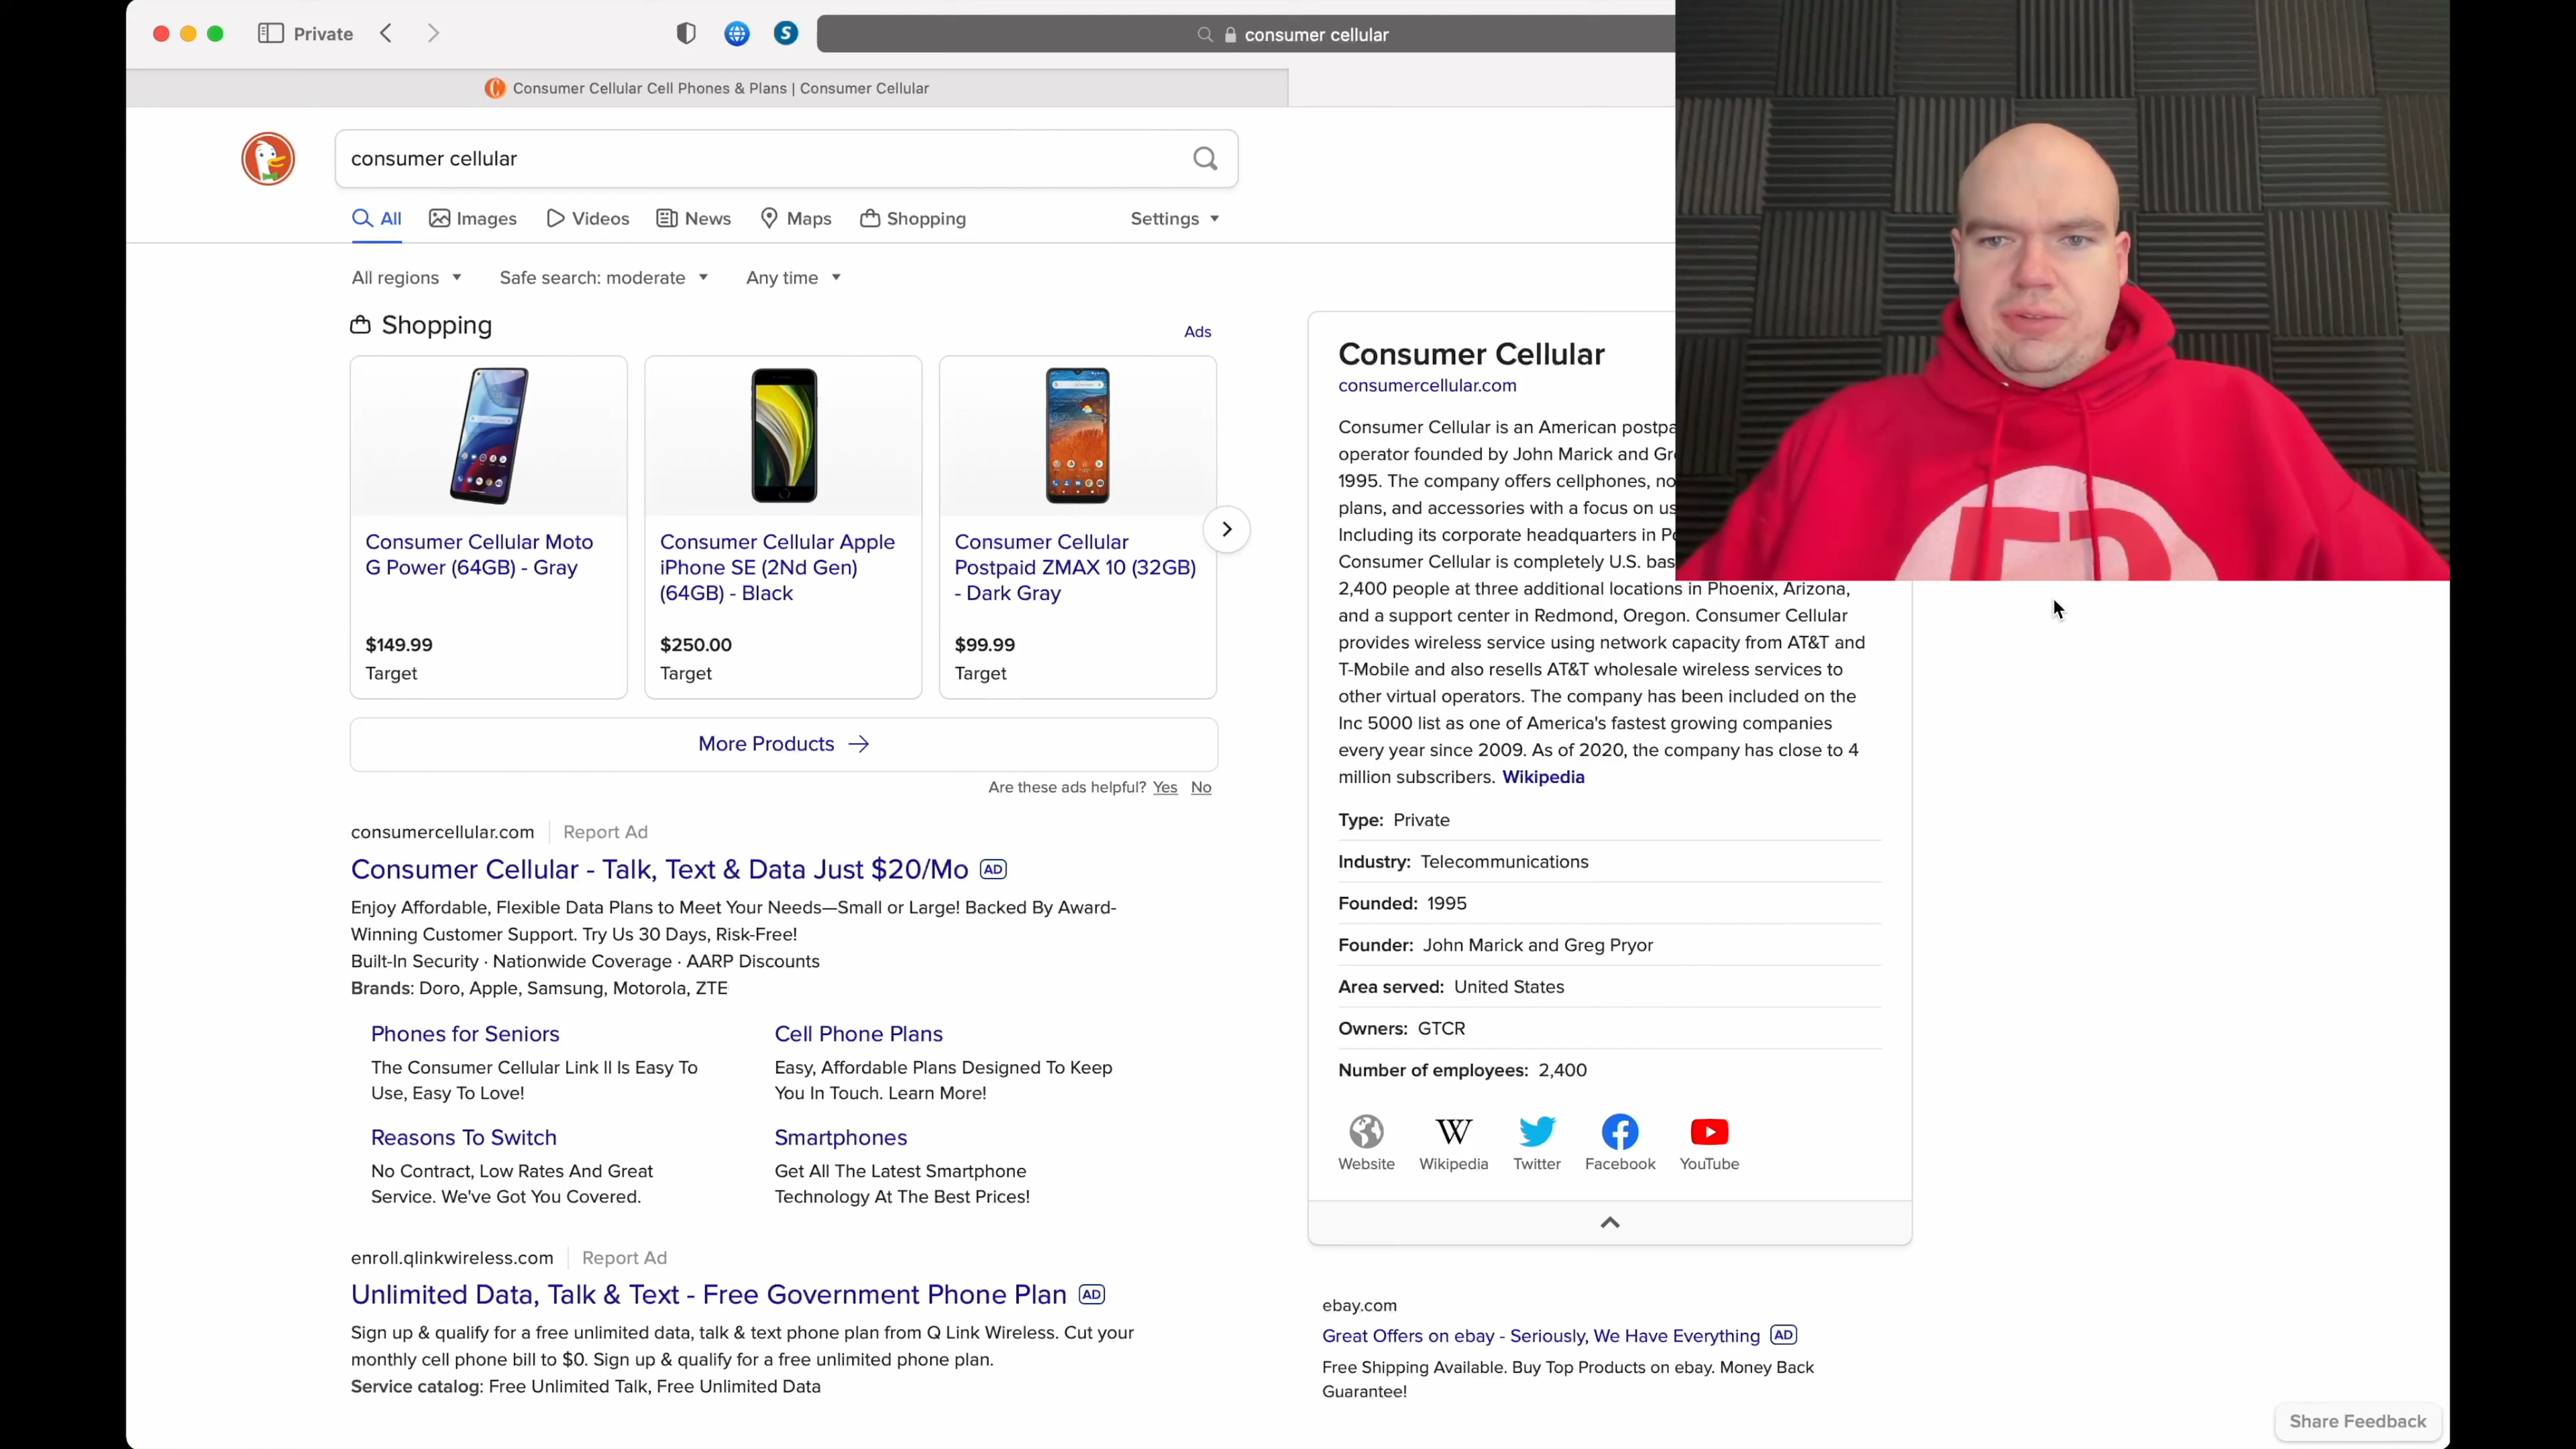 Private
consumer cellular
Consumer Cellular Cell Phones & Plans | Consumer Cellular
consumer cellular
All Images Videos News Maps Shopping Settings
All regions Safe search: moderate Any time
Shopping Ads
Consumer Cellular Moto
G Power (64GB) - Gray
$149.99
Target
Consumer Cellular Apple
iPhone SE (2Nd Gen)
(64GB) - Black
$250.00
Target
Consumer Cellular
Postpaid ZMAX 10 (32GB)
- Dark Gray
$99.99
Target
More Products
Are these ads helpful? Yes No
consumercellular.com Report Ad
Consumer Cellular - Talk, Text & Data Just $20/Mo AD
Enjoy Affordable, Flexible Data Plans to Meet Your Needs—Small or Large! Backed By Award-
Winning Customer Support. Try Us 30 Days, Risk-Free!
Built-In Security · Nationwide Coverage · AARP Discounts
Brands: Doro, Apple, Samsung, Motorola, ZTE
Phones for Seniors
The Consumer Cellular Link II Is Easy To
Use, Easy To Love!
Cell Phone Plans
Easy, Affordable Plans Designed To Keep
You In Touch. Learn More!
Reasons To Switch
No Contract, Low Rates And Great
Service. We've Got You Covered.
Smartphones
Get All The Latest Smartphone
Technology At The Best Prices!
enroll.qlinkwireless.com Report Ad
Unlimited Data, Talk & Text - Free Government Phone Plan AD
Sign up & qualify for a free unlimited data, talk & text phone plan from Q Link Wireless. Cut your
monthly cell phone bill to $0. Sign up & qualify for a free unlimited phone plan.
Service catalog: Free Unlimited Talk, Free Unlimited Data
Consumer Cellular
consumercellular.com
Consumer Cellular is an American
operator founded by John Marick and
1995. The company offers cellphones,
plans, and accessories with a focus on
Including its corporate headquarters in
Consumer Cellular is completely U.S.
2,400 people at three additional locations in Phoenix, Arizona,
and a support center in Redmond, Oregon. Consumer Cellular
provides wireless service using network capacity from AT&T and
T-Mobile and also resells AT&T wholesale wireless services to
other virtual operators. The company has been included on the
Inc 5000 list as one of America's fastest growing companies
every year since 2009. As of 2020, the company has close to 4
million subscribers. Wikipedia
Type: Private
Industry: Telecommunications
Founded: 1995
Founder: John Marick and Greg Pryor
Area served: United States
Owners: GTCR
Number of employees: 2,400
Website Wikipedia Twitter Facebook YouTube
ebay.com
Great Offers on ebay - Seriously, We Have Everything AD
Free Shipping Available. Buy Top Products on ebay. Money Back
Guarantee!
Share Feedback